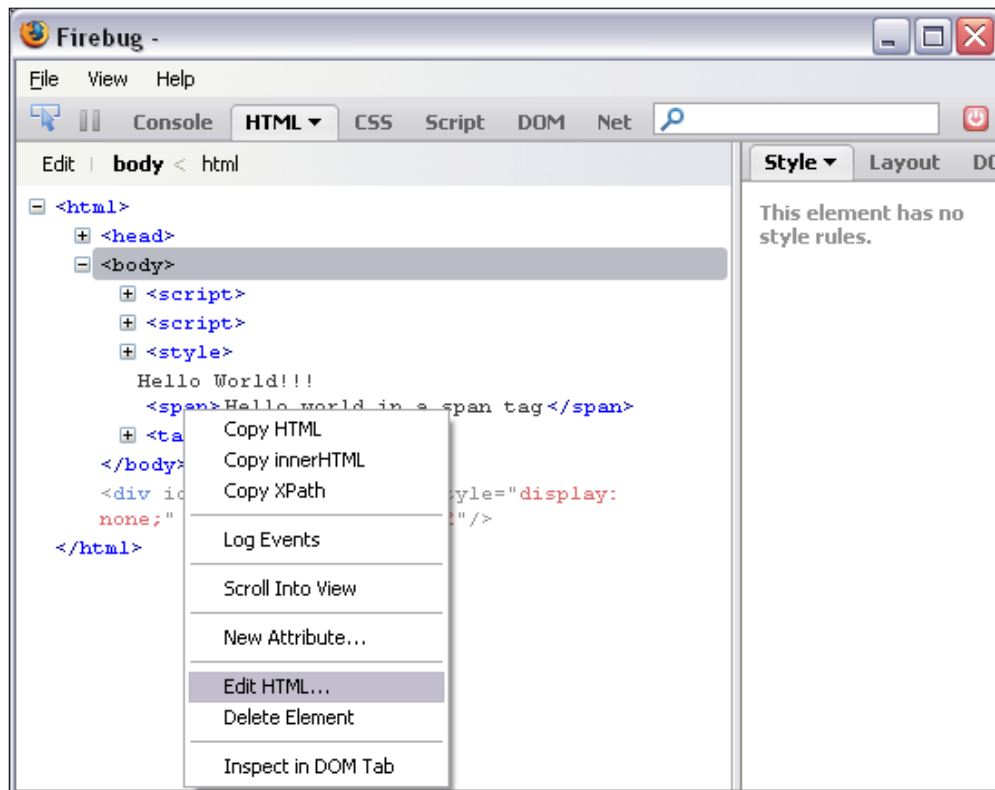 Firebug -
File View Help
Console HTML CSS Script DOM Net
Edit | body < html
Style Layout
<html>
This element has no
style rules.
<head>
<body>
<script>
<script>
<style>
Hello World!!!
<span>Hello world in a span tag</span>
<ta
Copy HTML
Copy innerHTML
</body>
Copy XPath
<div yle="display:
none;" "/>
Log Events
</html>
Scroll Into View
New Attribute...
Edit HTML...
Delete Element
Inspect in DOM Tab